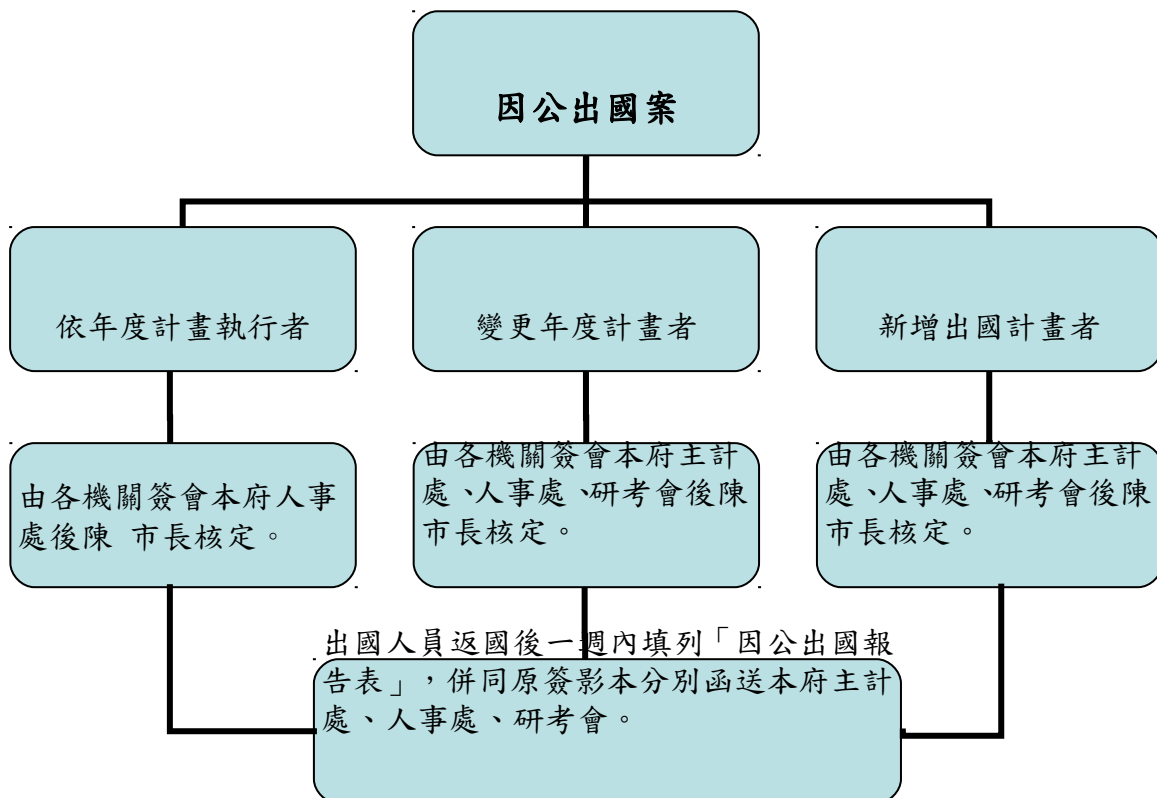 因公出國案
依年度計畫執行者
變更年度計畫者
新增出國計畫者
由各機關簽會本府人事
處後陳 市長核定。
由各機關簽會本府主計
處、人事處、研考會後陳
市長核定。
由各機關簽會本府主計
處、人事處、研考會後陳
市長核定。
出國人員返國後一週內填列「因公出國報
告表」，併同原簽影本分別函送本府主計
處、人事處、研考會。